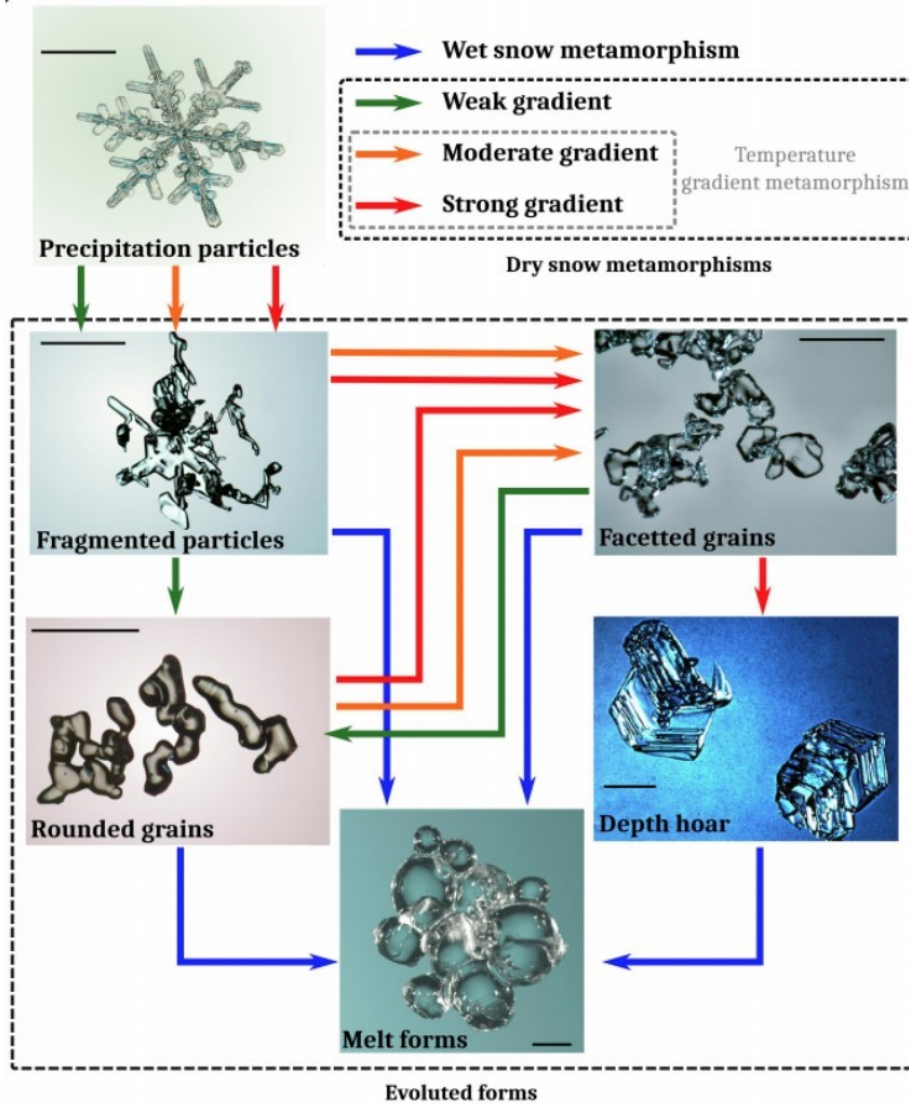 Wet snow metamorphism
Weak gradient
Moderate gradient
Strong gradient
Temperature
gradient metamorphism
Precipitation particles
Dry snow metamorphisms
Fragmented particles
Facetted grains
Rounded grains
Depth hoar
Melt forms
Evoluted forms